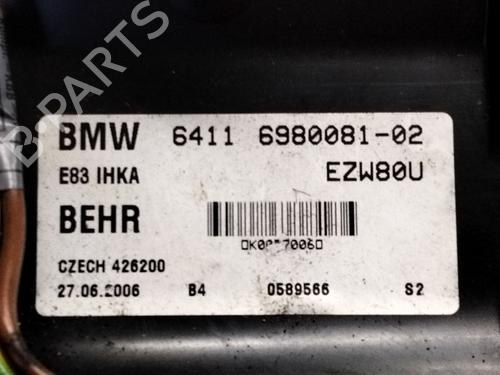 B-PARTS
BMW 6411 6980081-02
E83 IHKA EZW80U
BEHR
CZECH 426200
27.06.2006 B4 0589566 S2